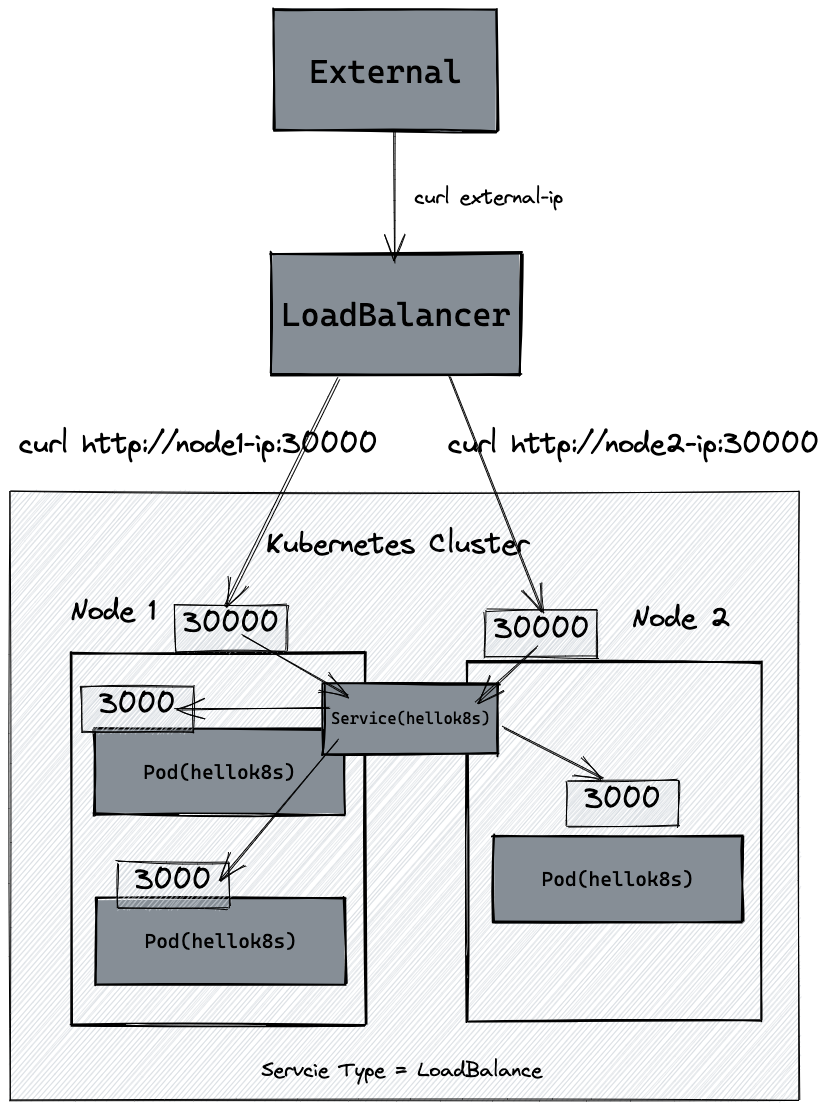 External
curl external-ip
LoadBalancer
curl http://node1-ip:30000
curl http://node2-ip:30000
Kubernetes Cluster
Node 1
30000
30000
Node 2
3000
Service(hellok8s)
Pod(hellok8s)
3000
3000
Pod(hellok8s)
Pod(hellok8s)
Servcie Type = LoadBalance